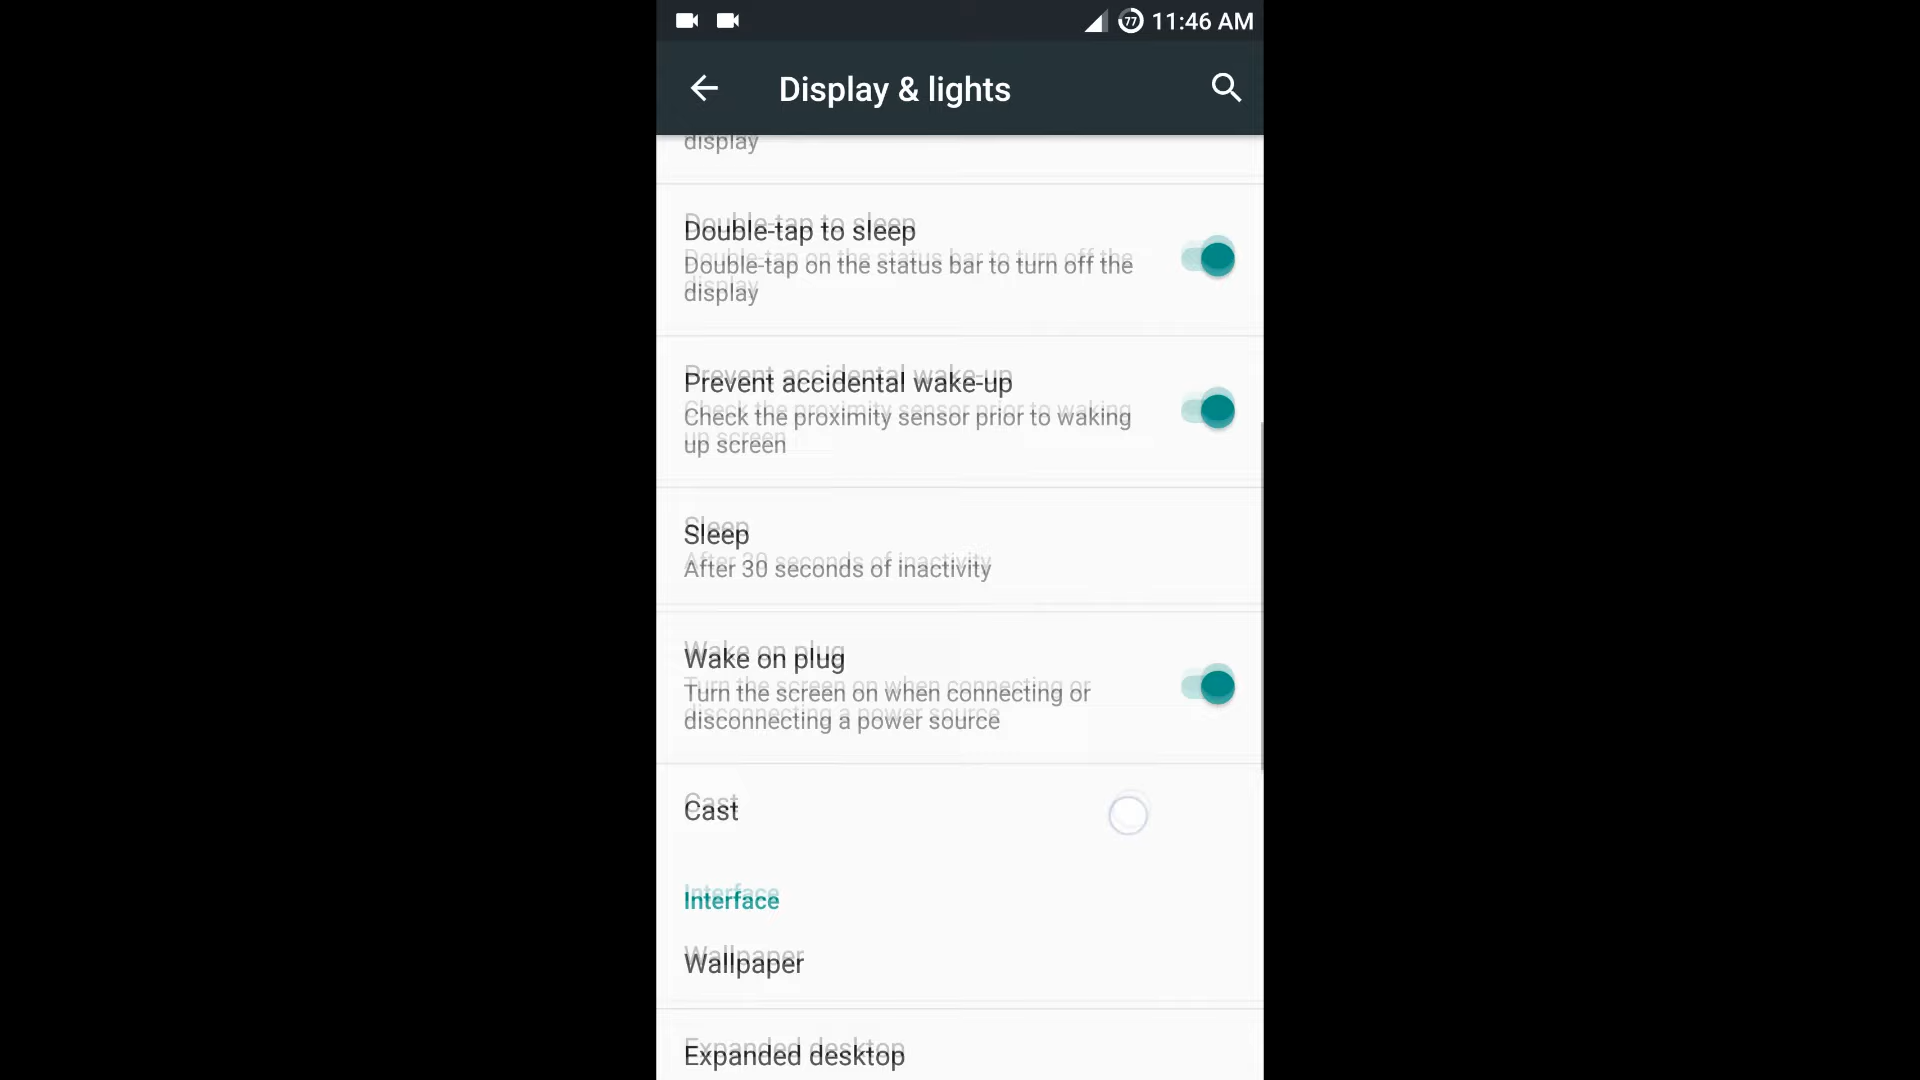 77 11:46 AM
Display & lights
display
Double-tap to sleep
Double-tap on the status bar to turn off the
display
Prevent accidental wake-up
Check the proximity sensor prior to waking
up screen
Sleep
After 30 seconds of inactivity
Wake on plug
Turn the screen on when connecting or
disconnecting a power source
Cast
Interface
Wallpaper
Expanded desktop